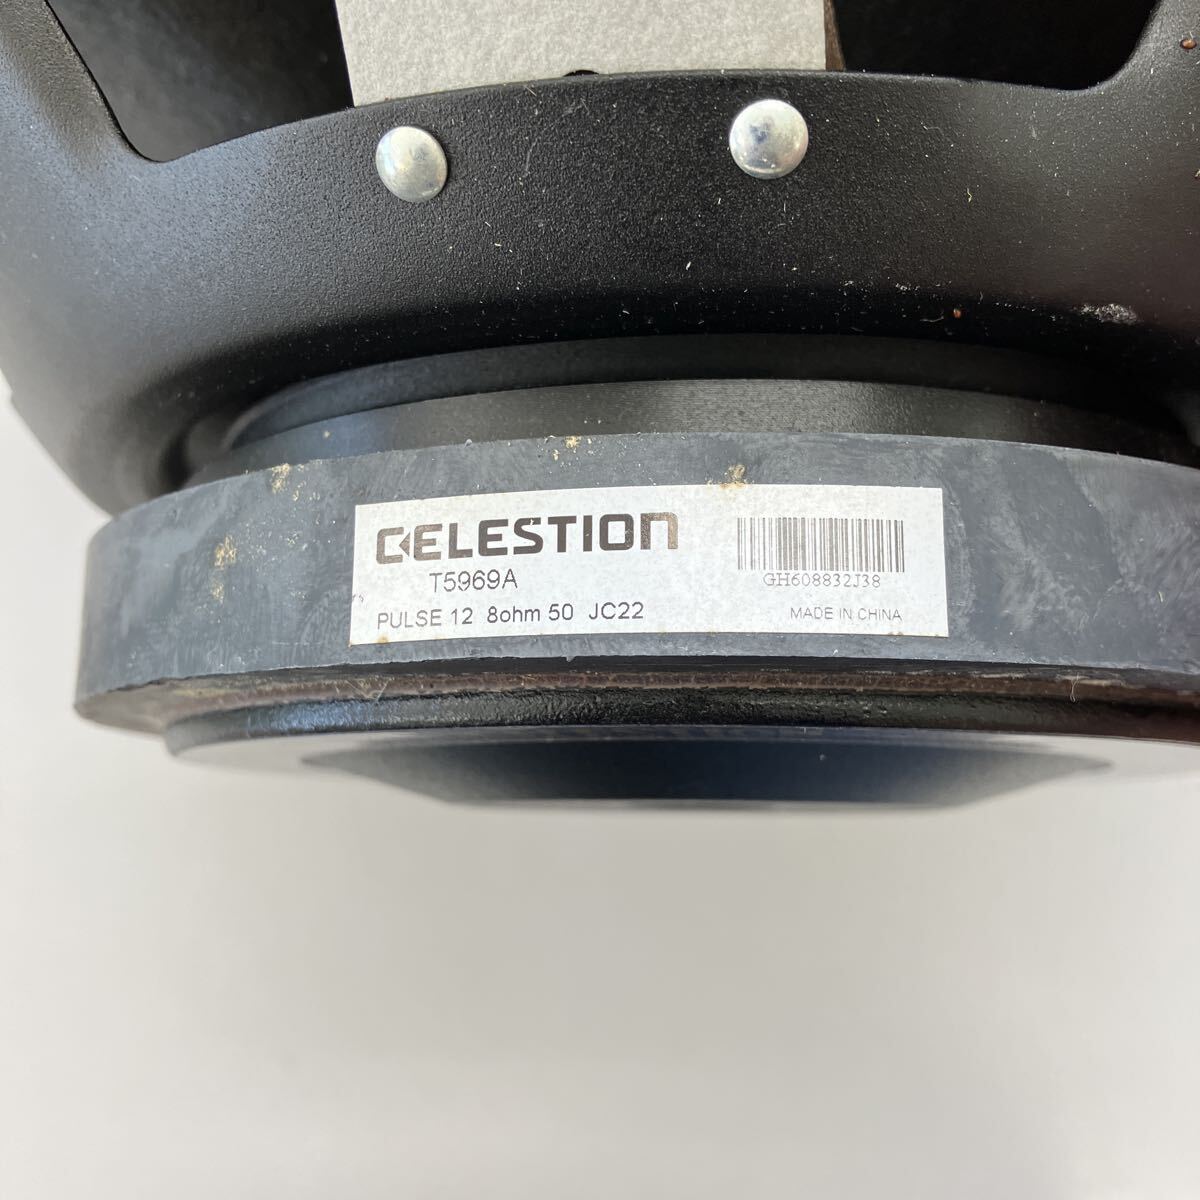 CELESTION
T5969A
PULSE 12 8ohm 50 JC22
GH608832J38
MADE IN CHINA